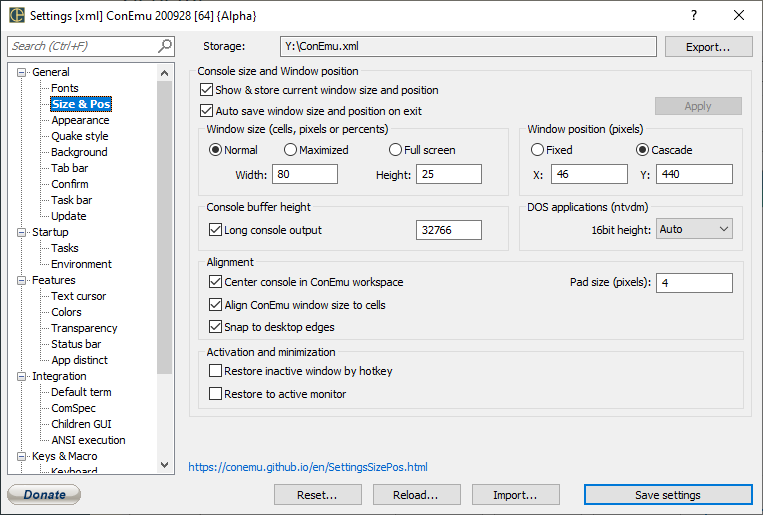 Settings [xml] ConEmu 200928 [64] {Alpha}
Search (Ctrl+F)
Storage:
Y:\ConEmu.xml
Export...
General
Fonts
Size & Pos
Appearance
Quake style
Background
Tab bar
Confirm
Task bar
Update
Startup
Tasks
Environment
Features
Text cursor
Colors
Transparency
Status bar
App distinct
Integration
Default term
ComSpec
Children GUI
ANSI execution
Keys & Macro
Keyboard
Console size and Window position
Show & store current window size and position
Auto save window size and position on exit
Apply
Window size (cells, pixels or percents)
Normal Maximized Full screen
Width: 80 Height: 25
Window position (pixels)
Fixed Cascade
X: 46 Y: 440
Console buffer height
Long console output 32766
DOS applications (ntvdm)
16bit height: Auto
Alignment
Center console in ConEmu workspace
Pad size (pixels): 4
Align ConEmu window size to cells
Snap to desktop edges
Activation and minimization
Restore inactive window by hotkey
Restore to active monitor
https://conemu.github.io/en/SettingsSizePos.html
Donate
Reset...
Reload...
Import...
Save settings